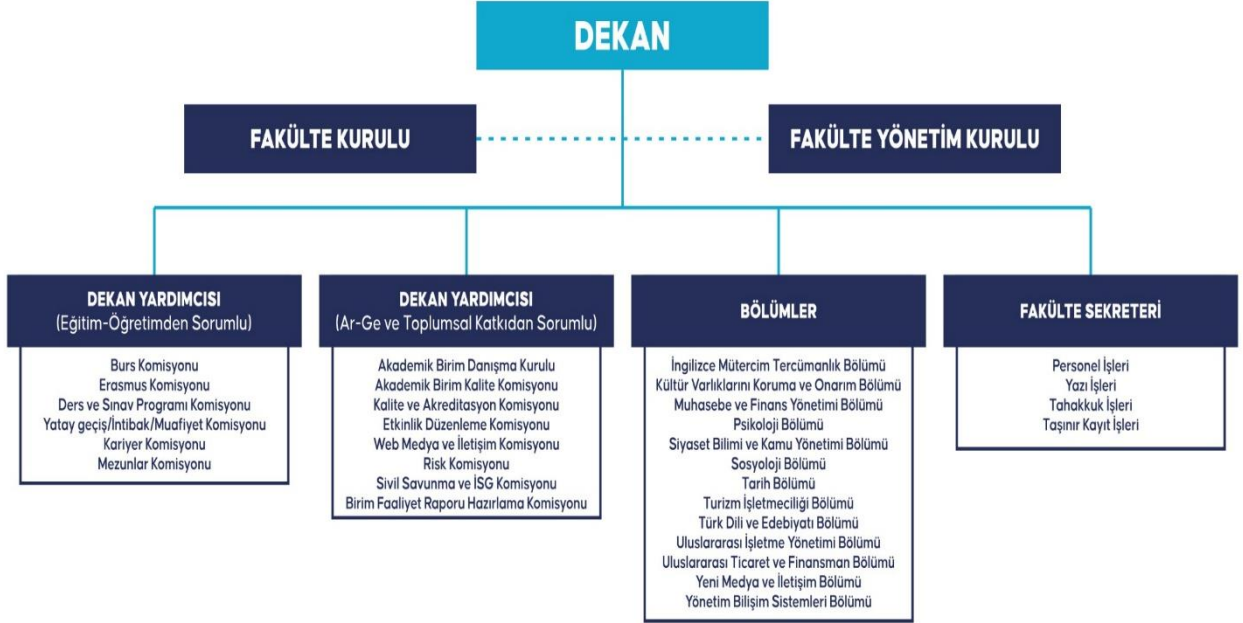 DEKAN
FAKÜLTE KURULU
FAKÜLTE YÖNETİM KURULU
DEKAN YARDIMCISI
(Eğitim-Öğretimden Sorumlu)
Burs Komisyonu
Erasmus Komisyonu
Ders ve Sınav Programı Komisyonu
Yatay geçiş/İntibak/Muafiyet Komisyonu
Kariyer Komisyonu
Mezunlar Komisyonu
DEKAN YARDIMCISI
(Ar-Ge ve Toplumsal Katkıdan Sorumlu)
Akademik Birim Danışma Kurulu
Akademik Birim Kalite Komisyonu
Kalite ve Akreditasyon Komisyonu
Etkinlik Düzenleme Komisyonu
Web Medya ve İletişim Komisyonu
Risk Komisyonu
Sivil Savunma ve İSG Komisyonu
Birim Faaliyet Raporu Hazırlama Komisyonu
BÖLÜMLER
İngilizce Mütercim Tercümanlık Bölümü
Kültür Varlıklarını Koruma ve Onarım Bölümü
Muhasebe ve Finans Yönetimi Bölümü
Psikoloji Bölümü
Siyaset Bilimi ve Kamu Yönetimi Bölümü
Sosyoloji Bölümü
Tarih Bölümü
Turizm İşletmeciliği Bölümü
Türk Dili ve Edebiyatı Bölümü
Uluslararası İşletme Yönetimi Bölümü
Uluslararası Ticaret ve Finansman Bölümü
Yeni Medya ve İletişim Bölümü
Yönetim Bilişim Sistemleri Bölümü
FAKÜLTE SEKRETERİ
Personel İşleri
Yazı İşleri
Tahakkuk İşleri
Taşınır Kayıt İşleri